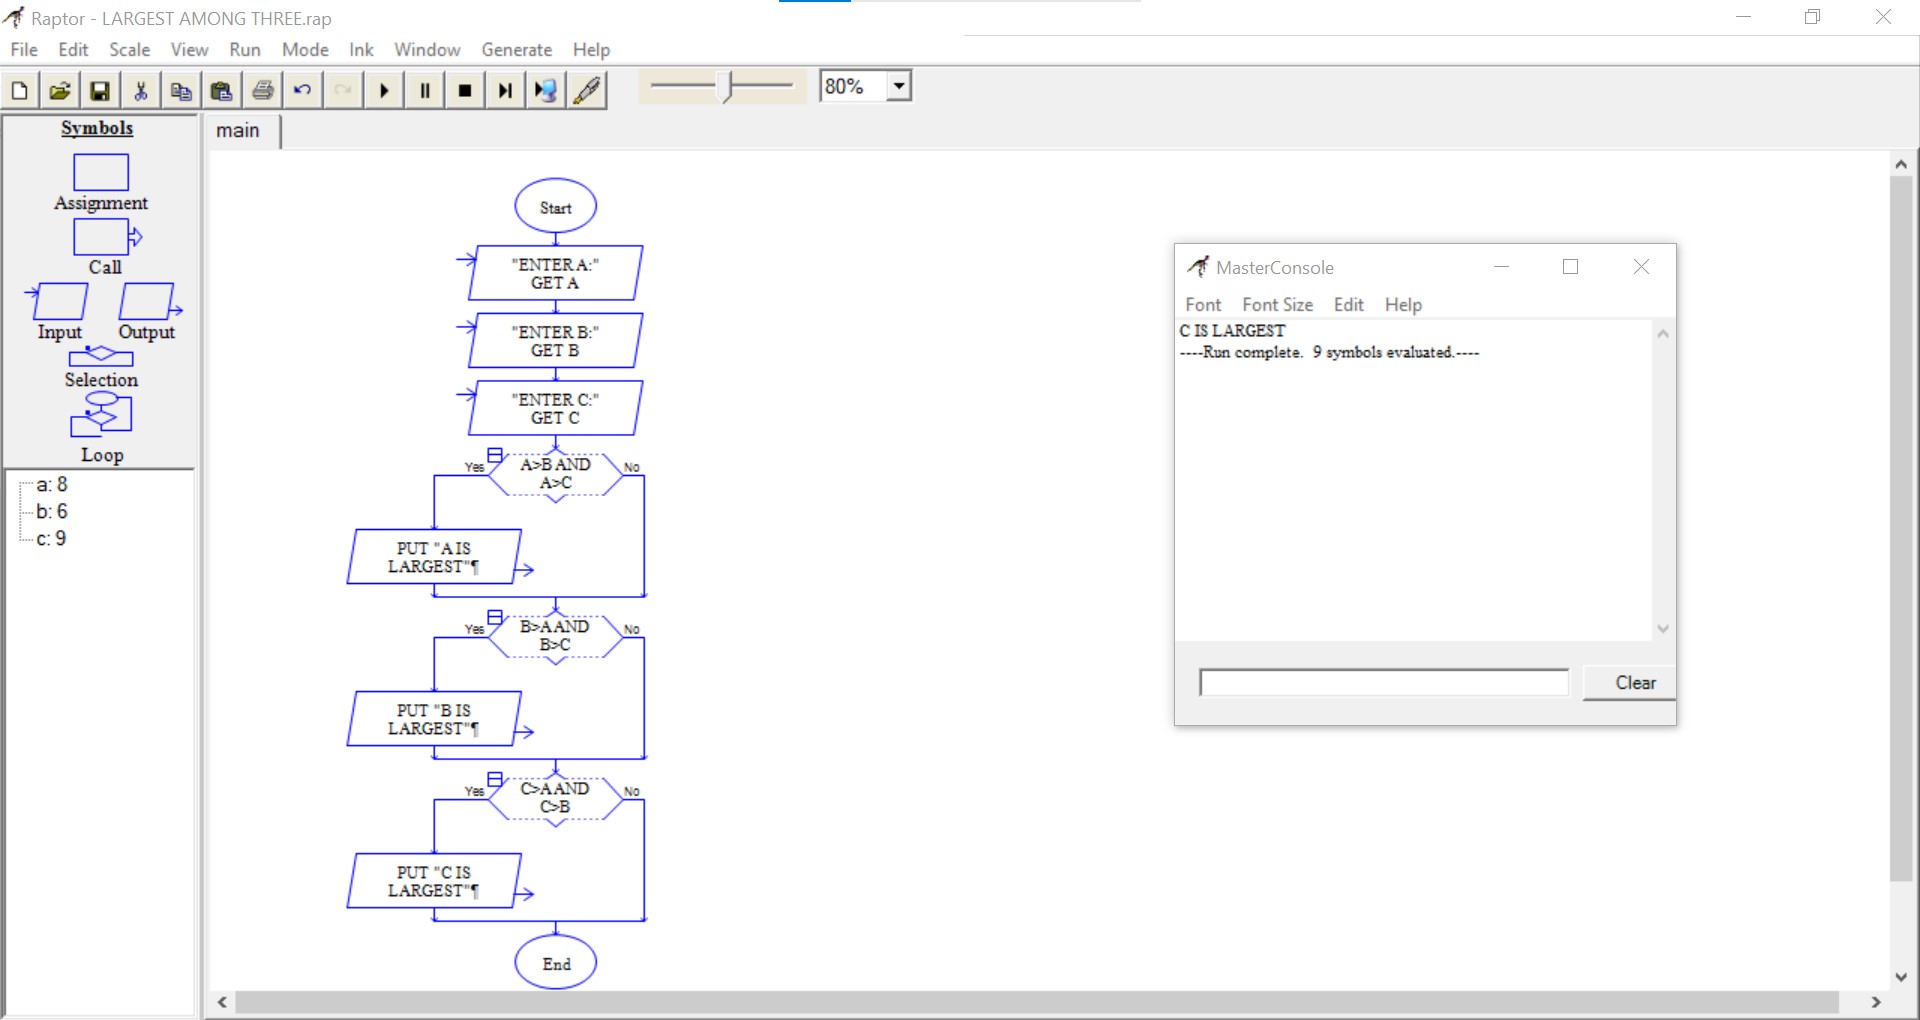 Raptor - LARGEST AMONG THREE.rap
File Edit Scale View Run Mode Ink Window Generate Help
80%
Symbols
Assignment
Call
Input Output
Selection
Loop
a: 8
b: 6
c: 9
main
Start
"ENTER A:"
GET A
"ENTER B:"
GET B
"ENTER C:"
GET C
Yes A>B AND No
A>C
PUT "A IS
LARGEST"¶
Yes B>A AND No
B>C
PUT "B IS
LARGEST"¶
Yes C>A AND No
C>B
PUT "C IS
LARGEST"¶
End
MasterConsole
Font Font Size Edit Help
C IS LARGEST
----Run complete. 9 symbols evaluated.----
Clear